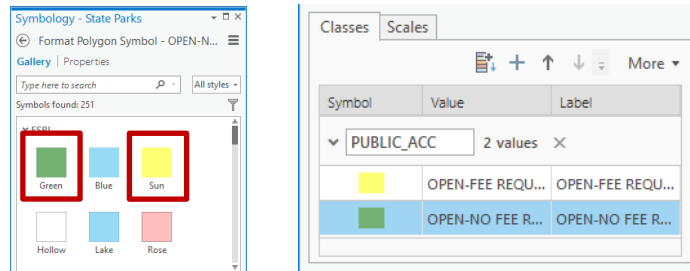 Symbology - State Parks
Format Polygon Symbol - OPEN-N...
Gallery | Properties
Type here to search
All styles
Symbols found: 251
ESRI
Green
Blue
Sun
Hollow
Lake
Rose
Classes
Scales
More
Symbol
Value
Label
PUBLIC_ACC
2 values
OPEN-FEE REQU...
OPEN-FEE REQU...
OPEN-NO FEE R...
OPEN-NO FEE R...